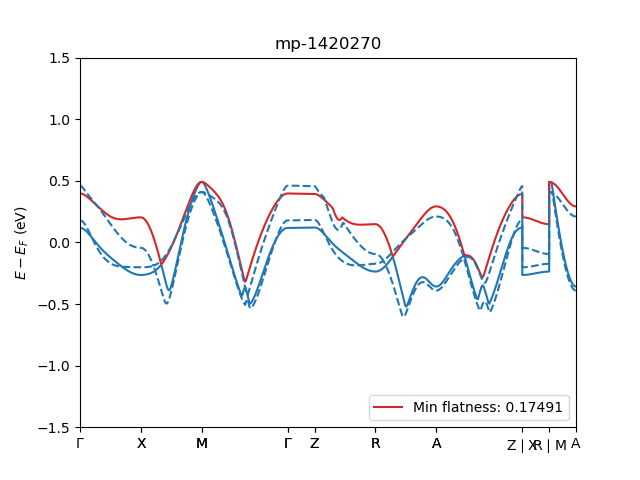 mp-1420270
E − E_F (eV)
1.5
1.0
0.5
0.0
−0.5
−1.0
−1.5
Min flatness: 0.17491
Γ X M Γ Z R A Z | X R | M A